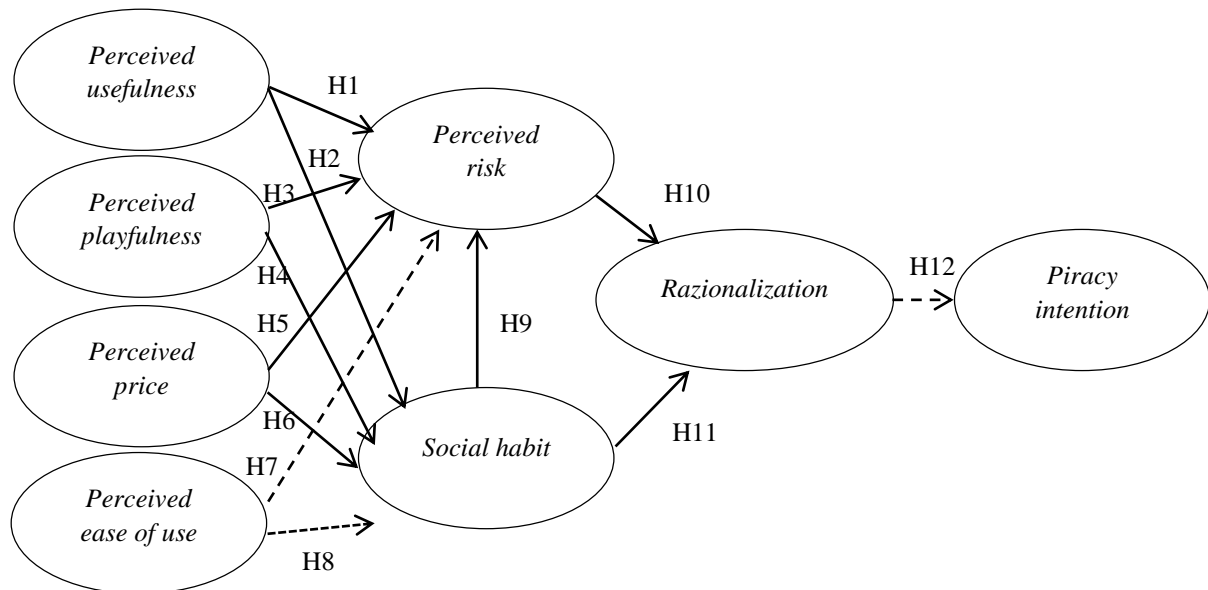 Perceived
usefulness
H1
Perceived
risk
H2
H3
Perceived
playfulness
H10
H4
Razionalization
H12
Piracy
intention
H5
H9
Perceived
price
H6
Social habit
H11
H7
Perceived
ease of use
H8